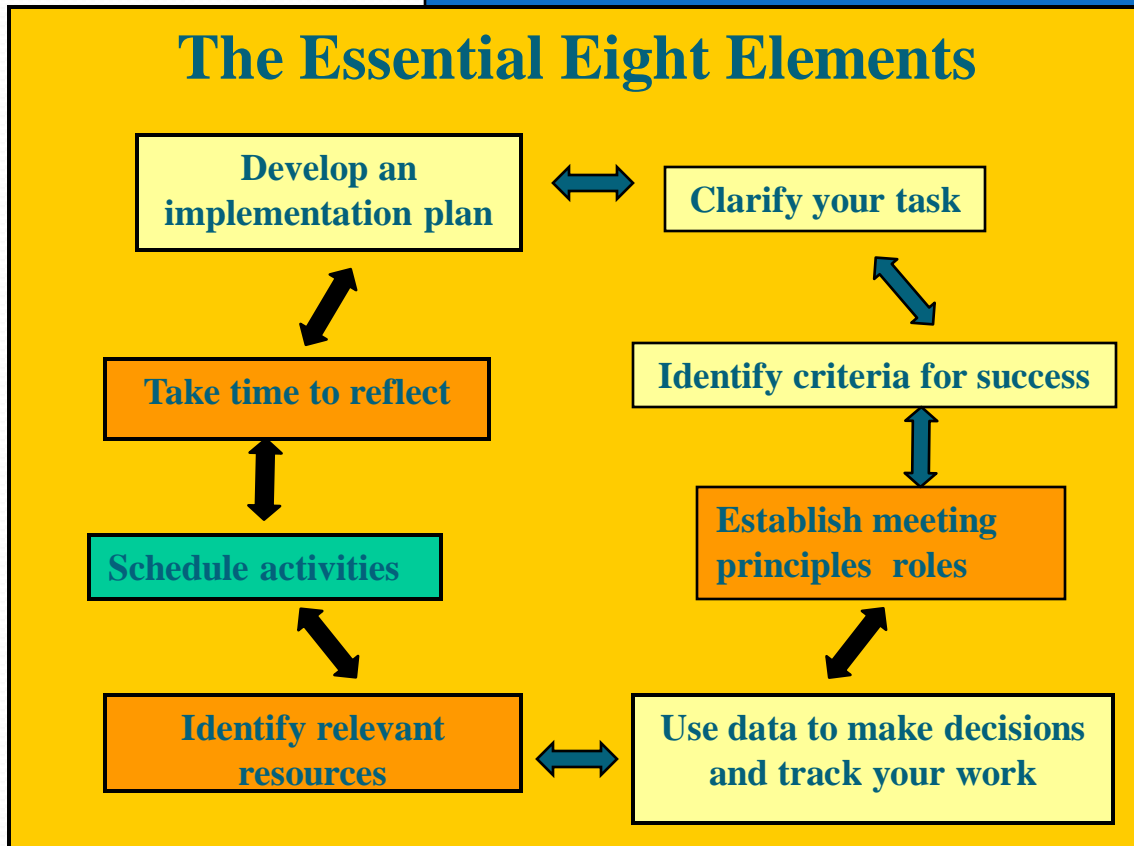 The Essential Eight Elements
Develop an
implementation plan
Clarify your task
Identify criteria for success
Establish meeting
principles roles
Use data to make decisions
and track your work
Identify relevant
resources
Schedule activities
Take time to reflect